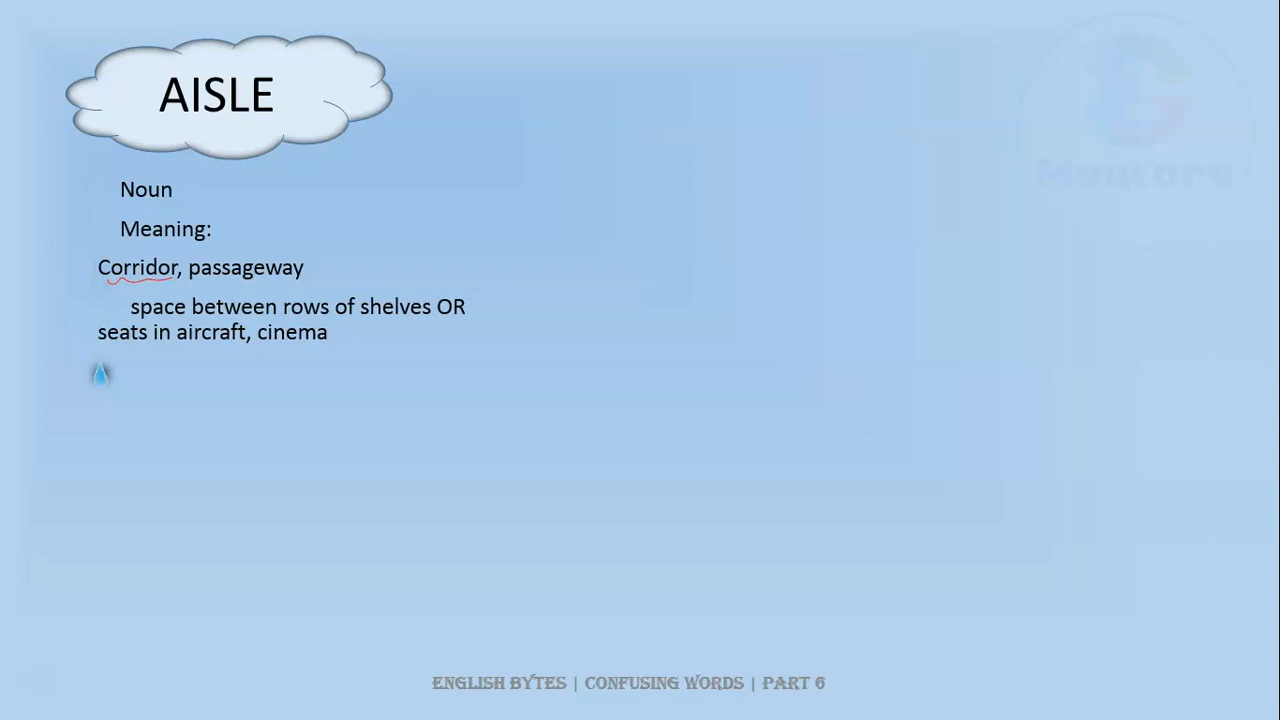 AISLE
Noun
Meaning:
Corridor, passageway
space between rows of shelves OR
seats in aircraft, cinema
ENGLISH BYTES | CONFUSING WORDS | PART 6